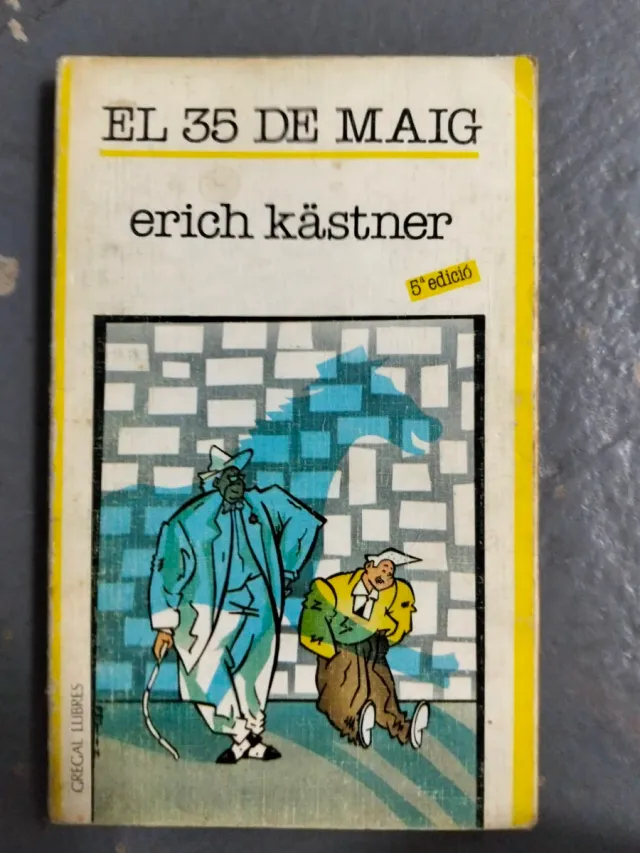 EL 35 DE MAIG
erich kästner
5ª edició
GREGAL LLIBRES